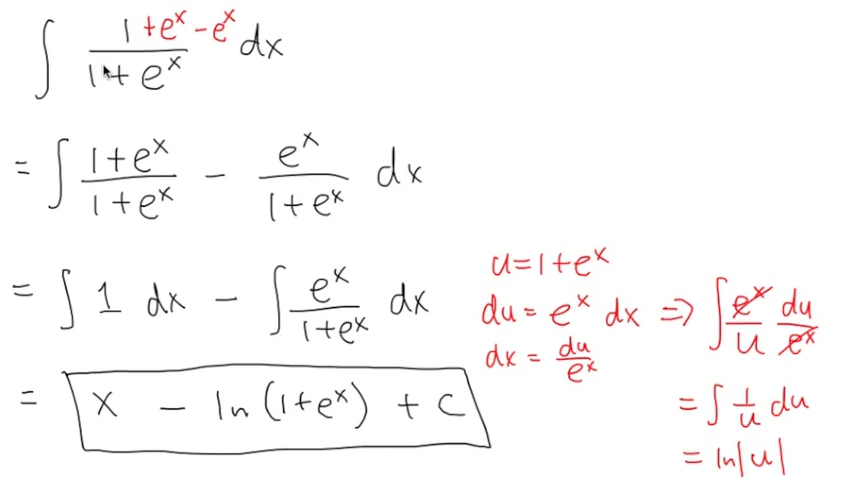 ∫ (1 + e^x - e^x)/(1 + e^x) dx
= ∫ (1 + e^x)/(1 + e^x) - e^x/(1 + e^x) dx
= ∫ 1 dx - ∫ e^x/(1 + e^x) dx
= x - ln(1 + e^x) + C
u = 1 + e^x
du = e^x dx ⇒ ∫ e^x/u du/e^x
dx = du/e^x
= ∫ 1/u du
= ln|u|